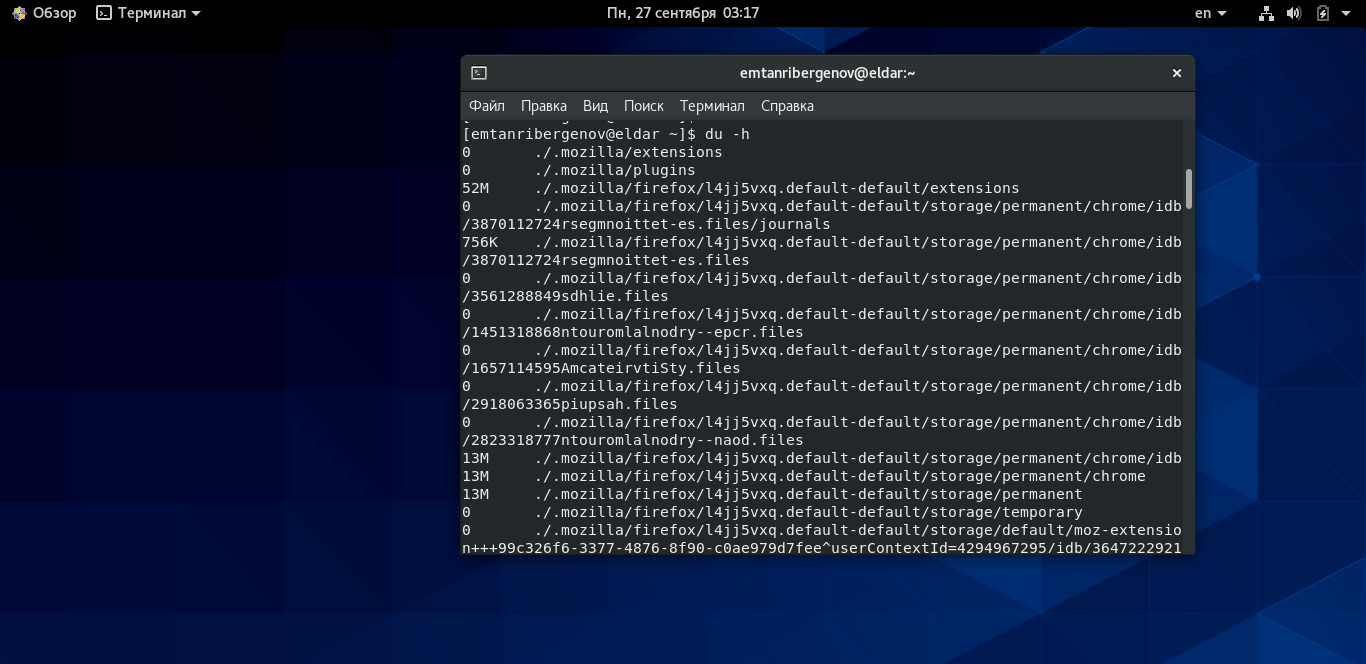 Обзор Терминал Пн, 27 сентября 03:17 en
emtanribergenov@eldar:~
Файл Правка Вид Поиск Терминал Справка
[emtanribergenov@eldar ~]$ du -h
0 ./.mozilla/extensions
0 ./.mozilla/plugins
52M ./.mozilla/firefox/l4jj5vxq.default-default/extensions
0 ./.mozilla/firefox/l4jj5vxq.default-default/storage/permanent/chrome/idb
/3870112724rsegmnoittet-es.files/journals
756K ./.mozilla/firefox/l4jj5vxq.default-default/storage/permanent/chrome/idb
/3870112724rsegmnoittet-es.files
0 ./.mozilla/firefox/l4jj5vxq.default-default/storage/permanent/chrome/idb
/3561288849sdhlie.files
0 ./.mozilla/firefox/l4jj5vxq.default-default/storage/permanent/chrome/idb
/1451318868ntouromlalnodry--epcr.files
0 ./.mozilla/firefox/l4jj5vxq.default-default/storage/permanent/chrome/idb
/1657114595AmcateirvtiSty.files
0 ./.mozilla/firefox/l4jj5vxq.default-default/storage/permanent/chrome/idb
/2918063365piupsah.files
0 ./.mozilla/firefox/l4jj5vxq.default-default/storage/permanent/chrome/idb
/2823318777ntouromlalnodry--naod.files
13M ./.mozilla/firefox/l4jj5vxq.default-default/storage/permanent/chrome/idb
13M ./.mozilla/firefox/l4jj5vxq.default-default/storage/permanent/chrome
13M ./.mozilla/firefox/l4jj5vxq.default-default/storage/permanent
0 ./.mozilla/firefox/l4jj5vxq.default-default/storage/temporary
0 ./.mozilla/firefox/l4jj5vxq.default-default/storage/default/moz-extensio
n+++99c326f6-3377-4876-8f90-c0ae979d7fee^userContextId=4294967295/idb/3647222921